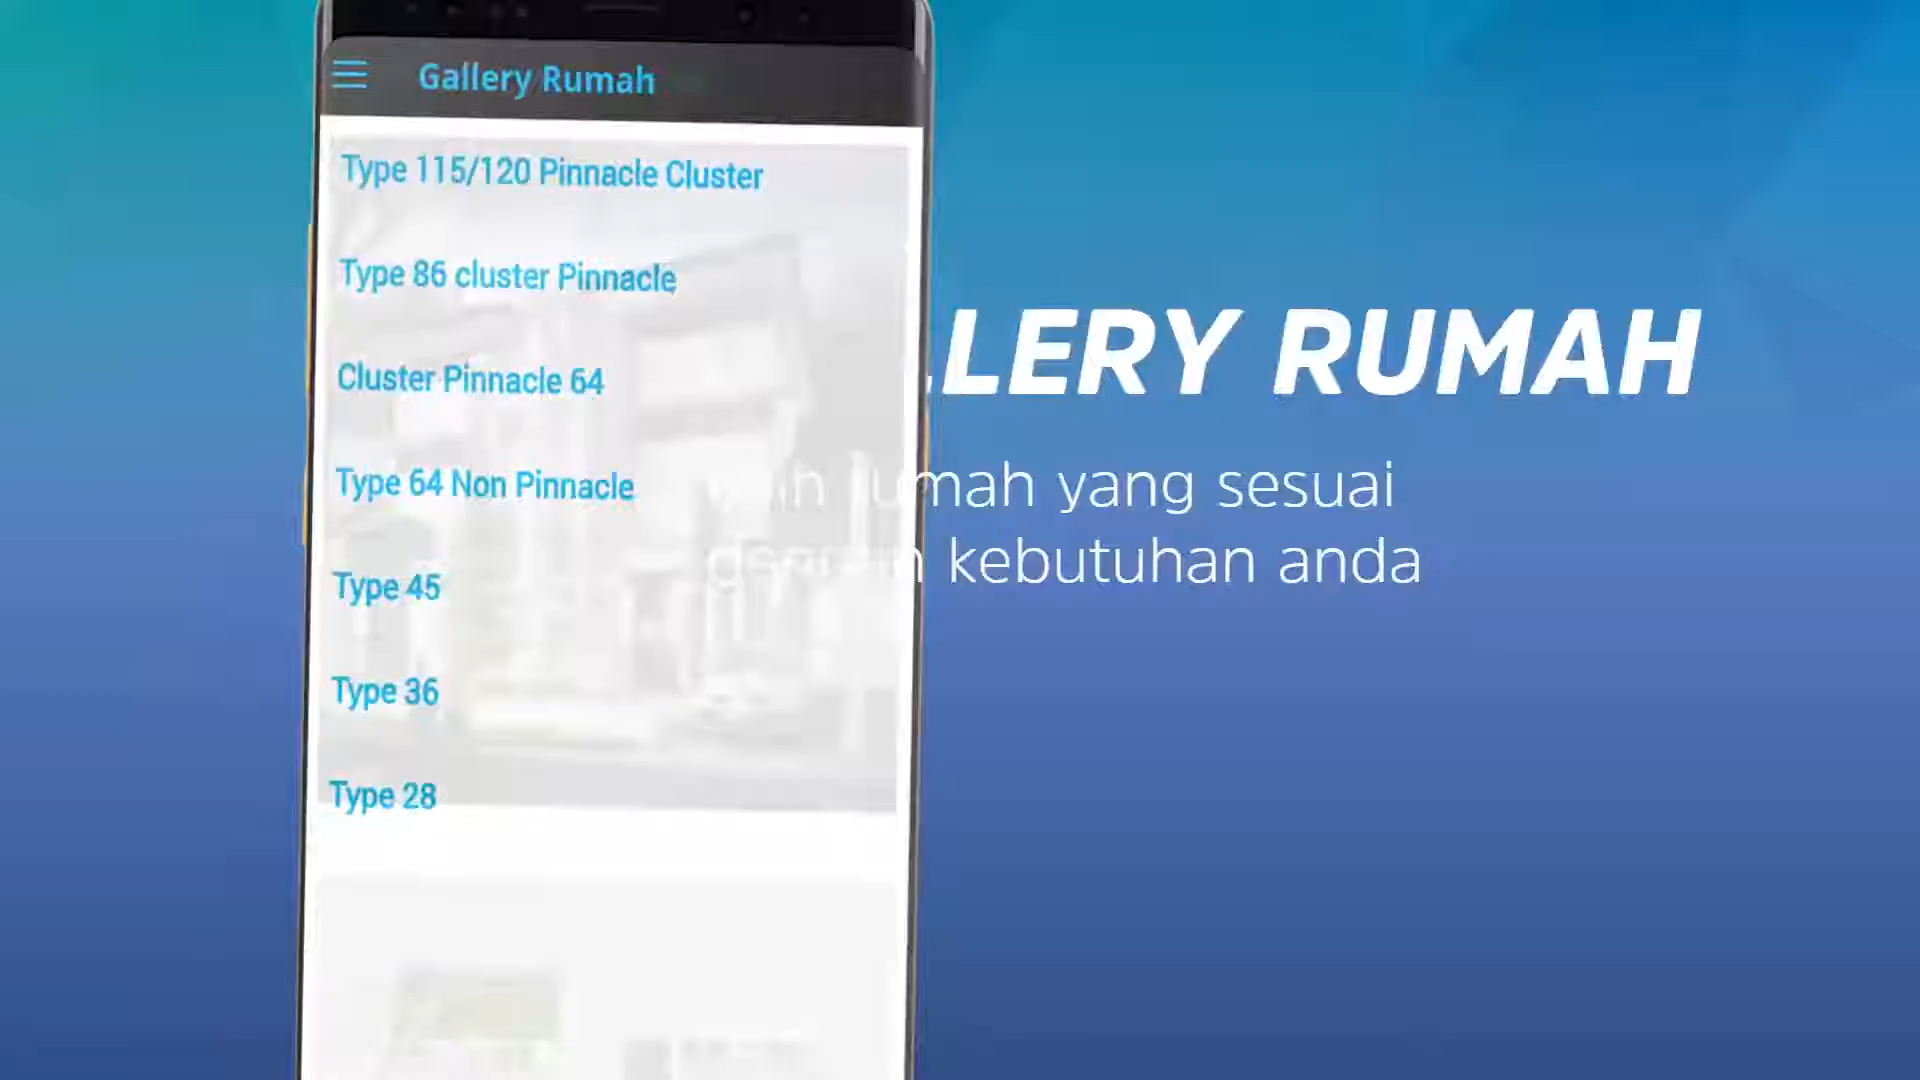 Gallery Rumah
Type 115/120 Pinnacle Cluster
Type 86 cluster Pinnacle
Cluster Pinnacle 64
Type 64 Non Pinnacle
Type 45
Type 36
Type 28
LLERY RUMAH
yang sesuai
kebutuhan anda